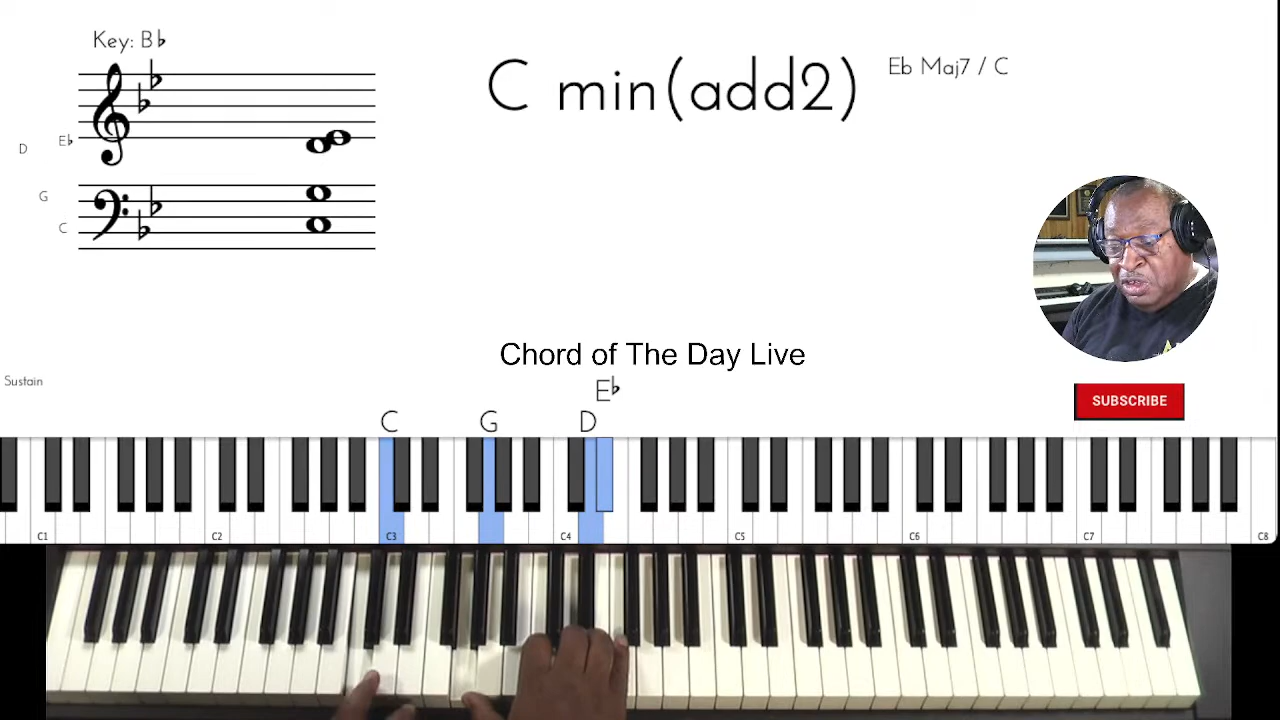 Key: B♭
C min(add2)
Eb Maj7 / C
E♭
D
G
C
Chord of The Day Live
Sustain
E♭
C G D
SUBSCRIBE
C1 C2 C3 C4 C5 C6 C7 C8